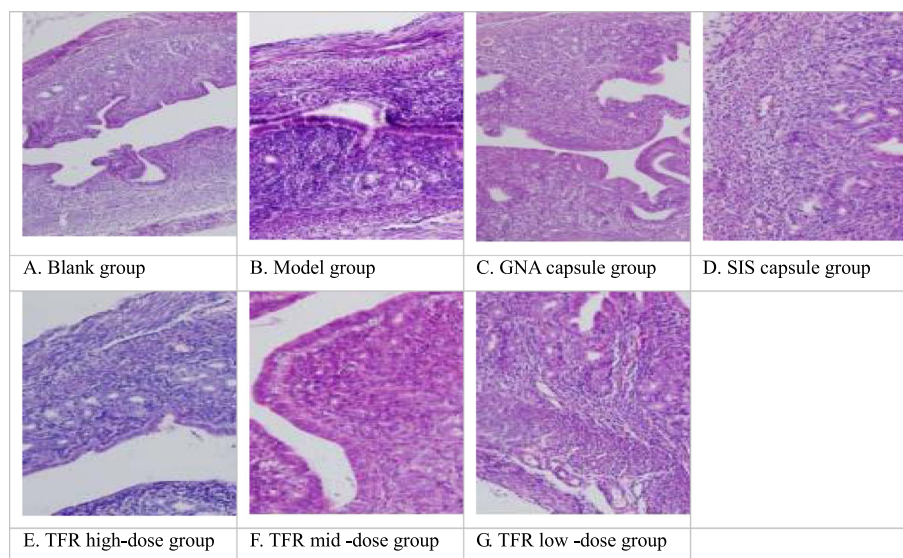 A. Blank group
B. Model group
C. GNA capsule group
D. SIS capsule group
E. TFR high-dose group
F. TFR mid -dose group
G. TFR low -dose group